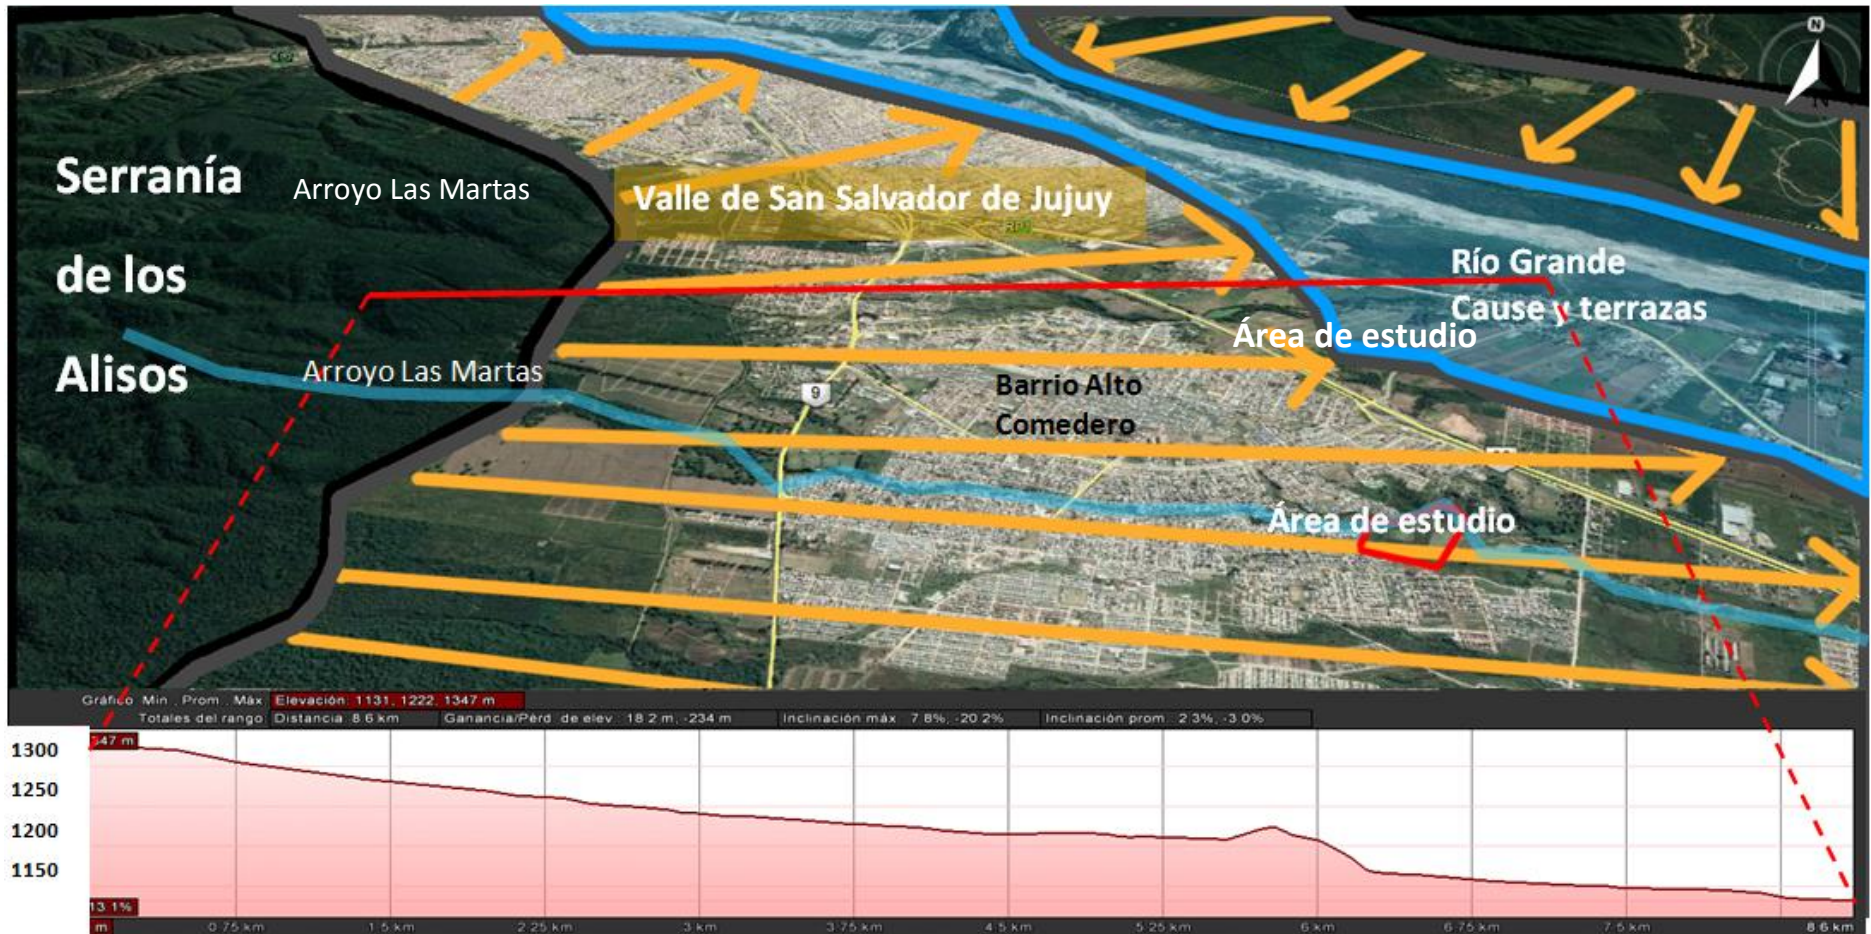 N
N
Serranía
de los
Alisos
Arroyo Las Martas
Valle de San Salvador de Jujuy
Río Grande
Cause y terrazas
Área de estudio
Arroyo Las Martas
9
Barrio Alto
Comedero
Área de estudio
Gráfico Mín. Prom. Máx Elevación: 1131, 1222, 1347 m
Totales del rango Distancia 8.6 km Ganancia/Pérd. de elev.: 18.2 m, -234 m Inclinación máx 7.8%, -20.2% Inclinación prom 2.3%, -3.0%
47 m
1300
1250
1200
1150
13.1%
m 0.75 km 1.5 km 2.25 km 3 km 3.75 km 4.5 km 5.25 km 6 km 6.75 km 7.5 km 8.6 km